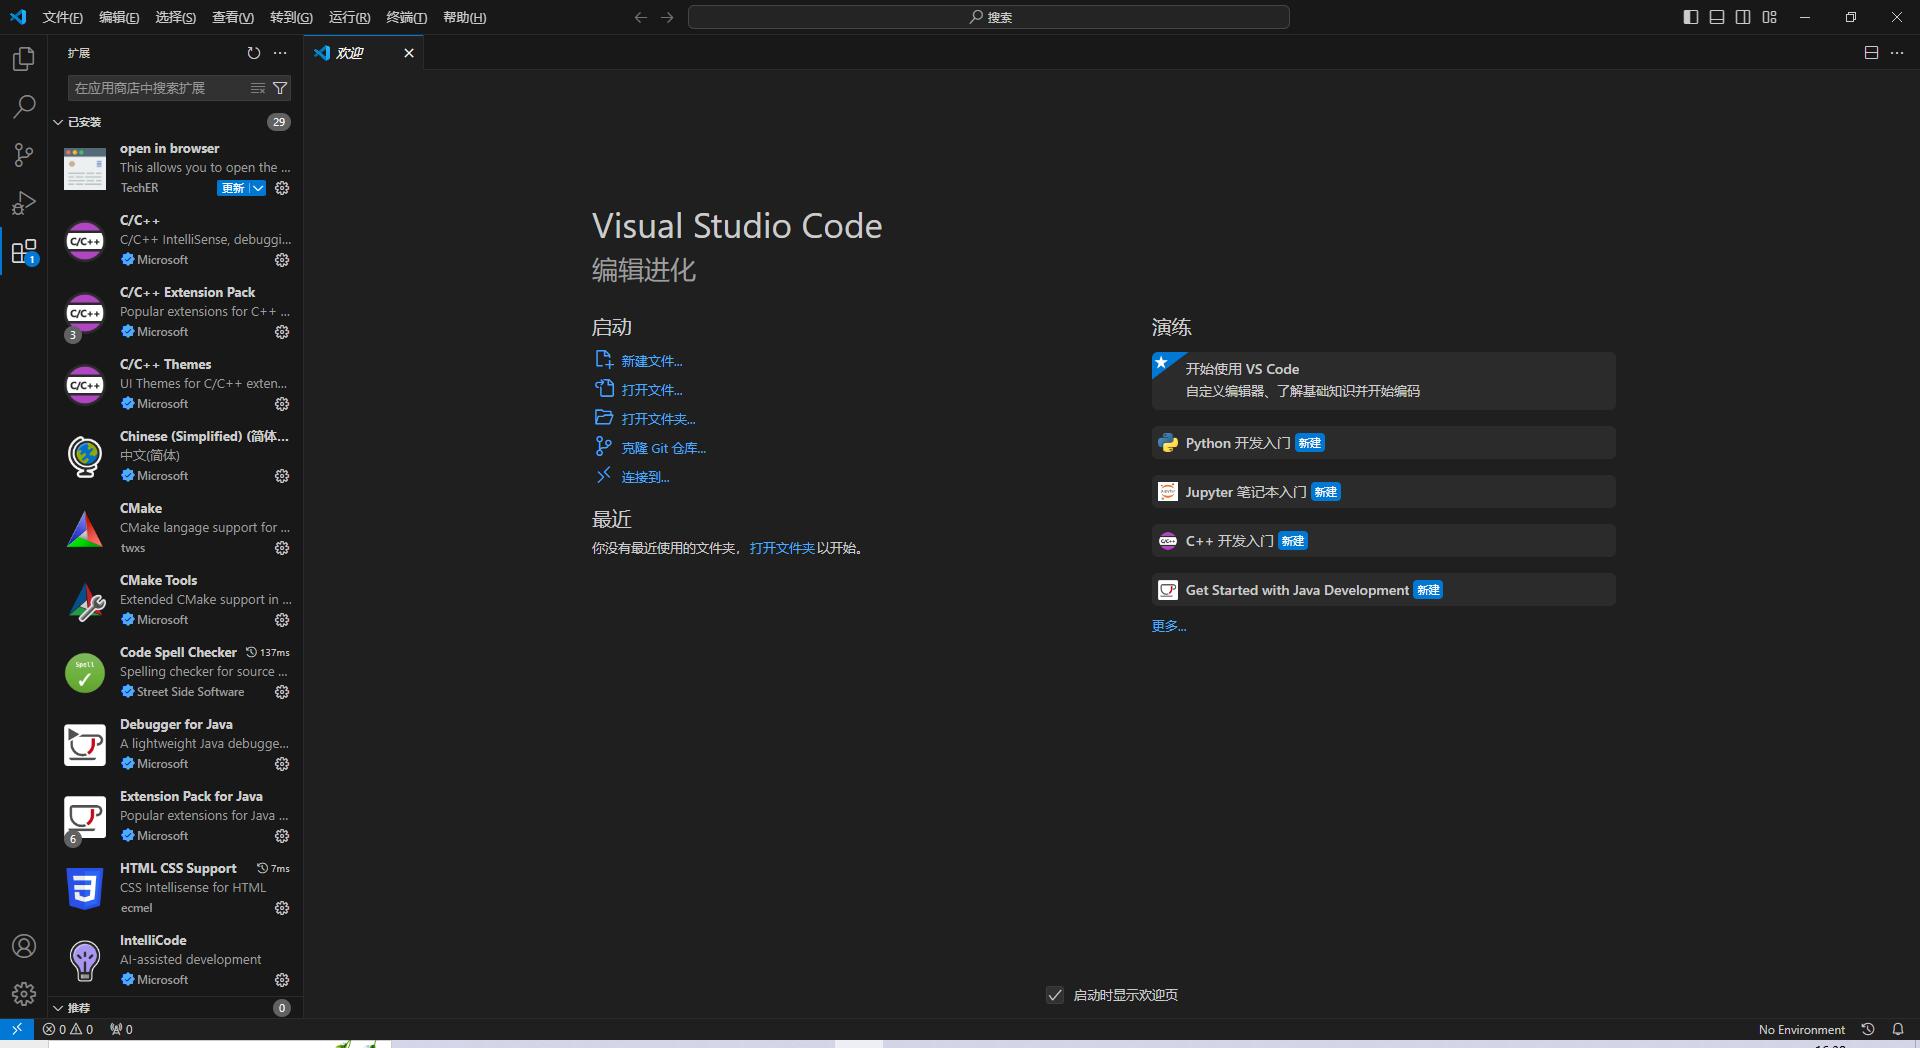 文件(F) 编辑(E) 选择(S) 查看(V) 转到(G) 运行(R) 终端(T) 帮助(H) 搜索
扩展
在应用商店中搜索扩展
已安装 29
open in browser
This allows you to open the ...
TechER 更新
C/C++
C/C++ IntelliSense, debuggi...
Microsoft
C/C++ Extension Pack
Popular extensions for C++ ...
3 Microsoft
C/C++ Themes
UI Themes for C/C++ exten...
Microsoft
Chinese (Simplified) (简体...
中文(简体)
Microsoft
CMake
CMake langage support for ...
twxs
CMake Tools
Extended CMake support in ...
Microsoft
Code Spell Checker 137ms
Spelling checker for source ...
Street Side Software
Debugger for Java
A lightweight Java debugge...
Microsoft
Extension Pack for Java
Popular extensions for Java ...
6 Microsoft
HTML CSS Support 7ms
CSS Intellisense for HTML
ecmel
IntelliCode
AI-assisted development
Microsoft
推荐 0
1
欢迎
Visual Studio Code
编辑进化
启动
新建文件...
打开文件...
打开文件夹...
克隆 Git 仓库...
连接到...
最近
你没有最近使用的文件夹，打开文件夹以开始。
演练
开始使用 VS Code
自定义编辑器、了解基础知识并开始编码
Python 开发入门 新建
Jupyter 笔记本入门 新建
C++ 开发入门 新建
Get Started with Java Development 新建
更多...
启动时显示欢迎页
0 0 0 No Environment